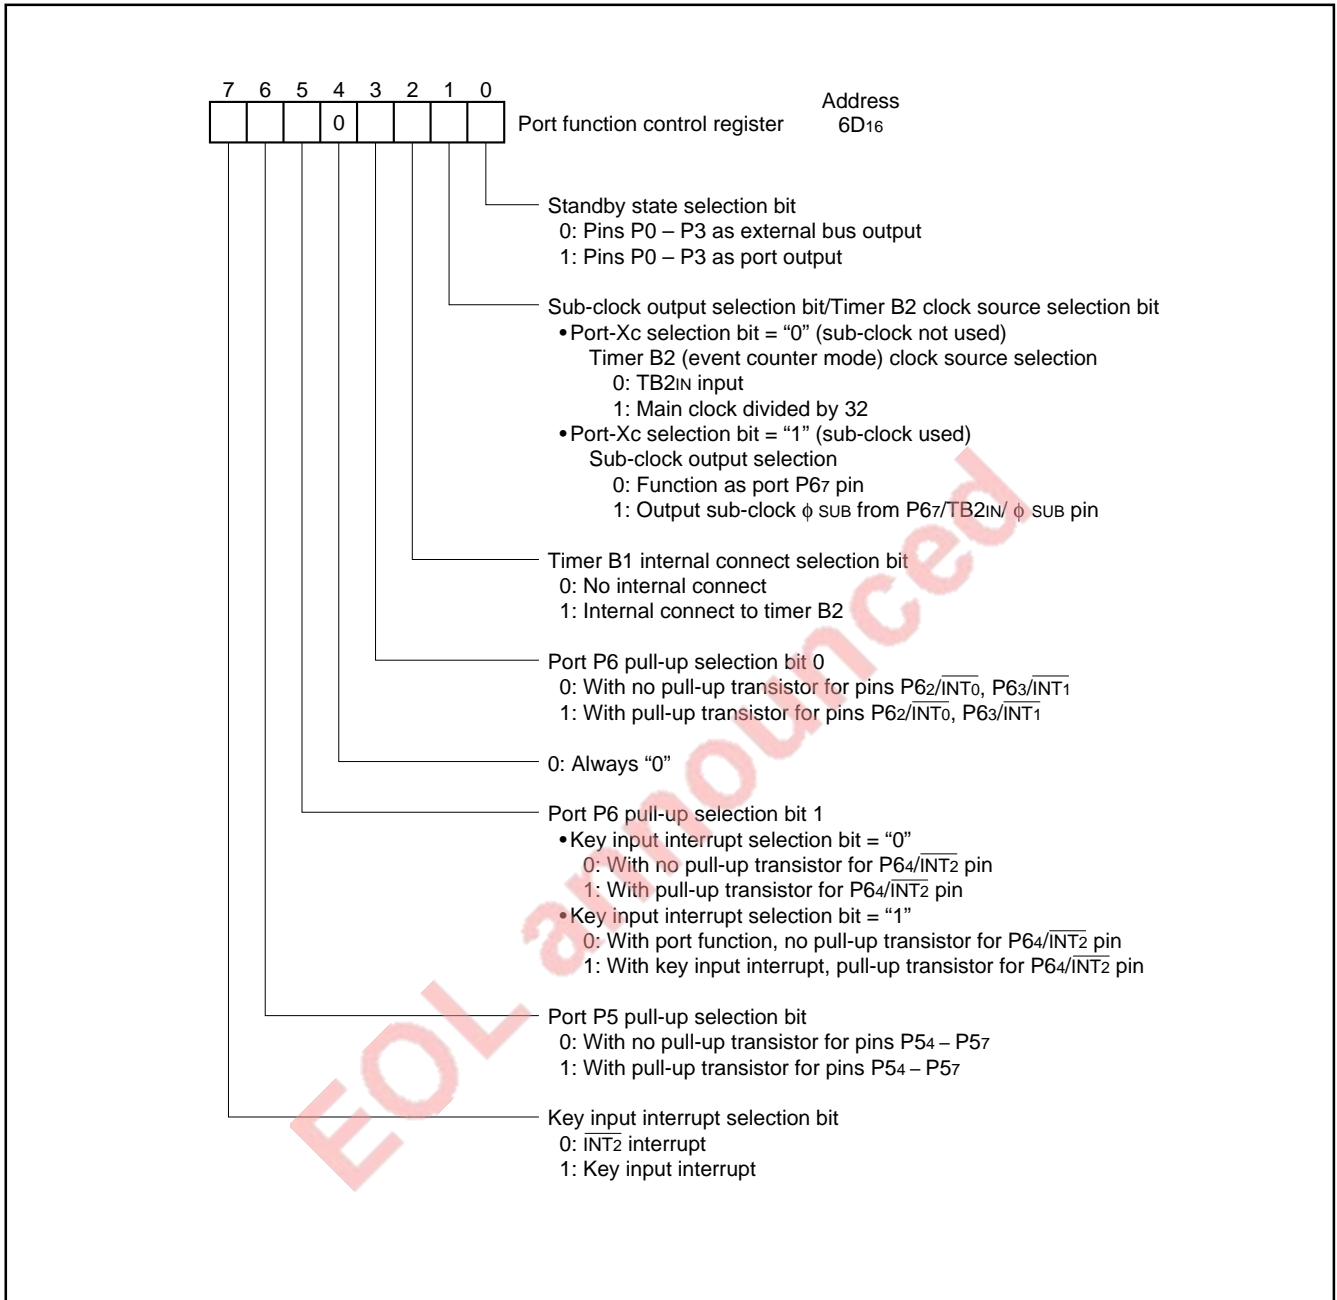 7 6 5 4 3 2 1 0
Address
0 Port function control register 6D16
Standby state selection bit
0: Pins P0 – P3 as external bus output
1: Pins P0 – P3 as port output
Sub-clock output selection bit/Timer B2 clock source selection bit
•Port-Xc selection bit = “0” (sub-clock not used)
Timer B2 (event counter mode) clock source selection
0: TB2IN input
1: Main clock divided by 32
•Port-Xc selection bit = “1” (sub-clock used)
Sub-clock output selection
0: Function as port P67 pin
1: Output sub-clock ϕ SUB from P67/TB2IN/ ϕ SUB pin
Timer B1 internal connect selection bit
0: No internal connect
1: Internal connect to timer B2
Port P6 pull-up selection bit 0
0: With no pull-up transistor for pins P62/INT0, P63/INT1
1: With pull-up transistor for pins P62/INT0, P63/INT1
0: Always “0”
Port P6 pull-up selection bit 1
•Key input interrupt selection bit = “0”
0: With no pull-up transistor for P64/INT2 pin
1: With pull-up transistor for P64/INT2 pin
•Key input interrupt selection bit = “1”
0: With port function, no pull-up transistor for P64/INT2 pin
1: With key input interrupt, pull-up transistor for P64/INT2 pin
Port P5 pull-up selection bit
0: With no pull-up transistor for pins P54 – P57
1: With pull-up transistor for pins P54 – P57
Key input interrupt selection bit
0: INT2 interrupt
1: Key input interrupt
EOL announced